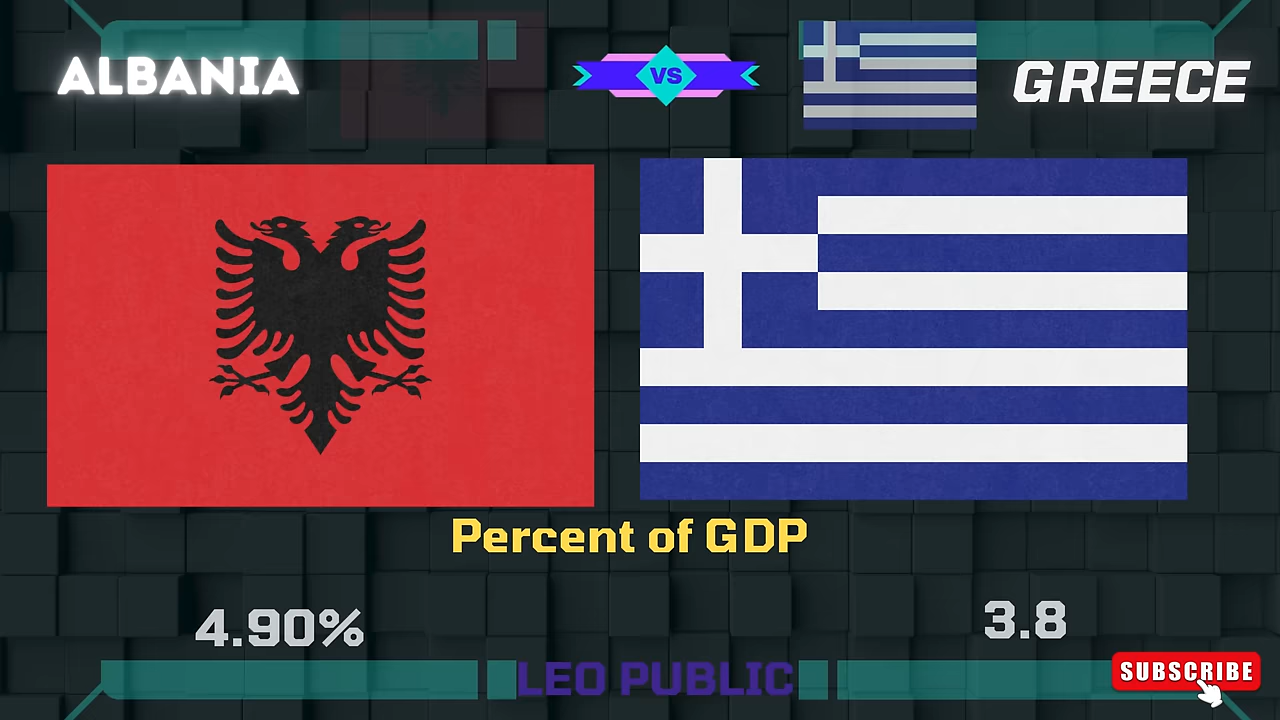 ALBANIA
VS
GREECE
Percent of GDP
4.90%
3.8
LEO PUBLIC
SUBSCRIBE